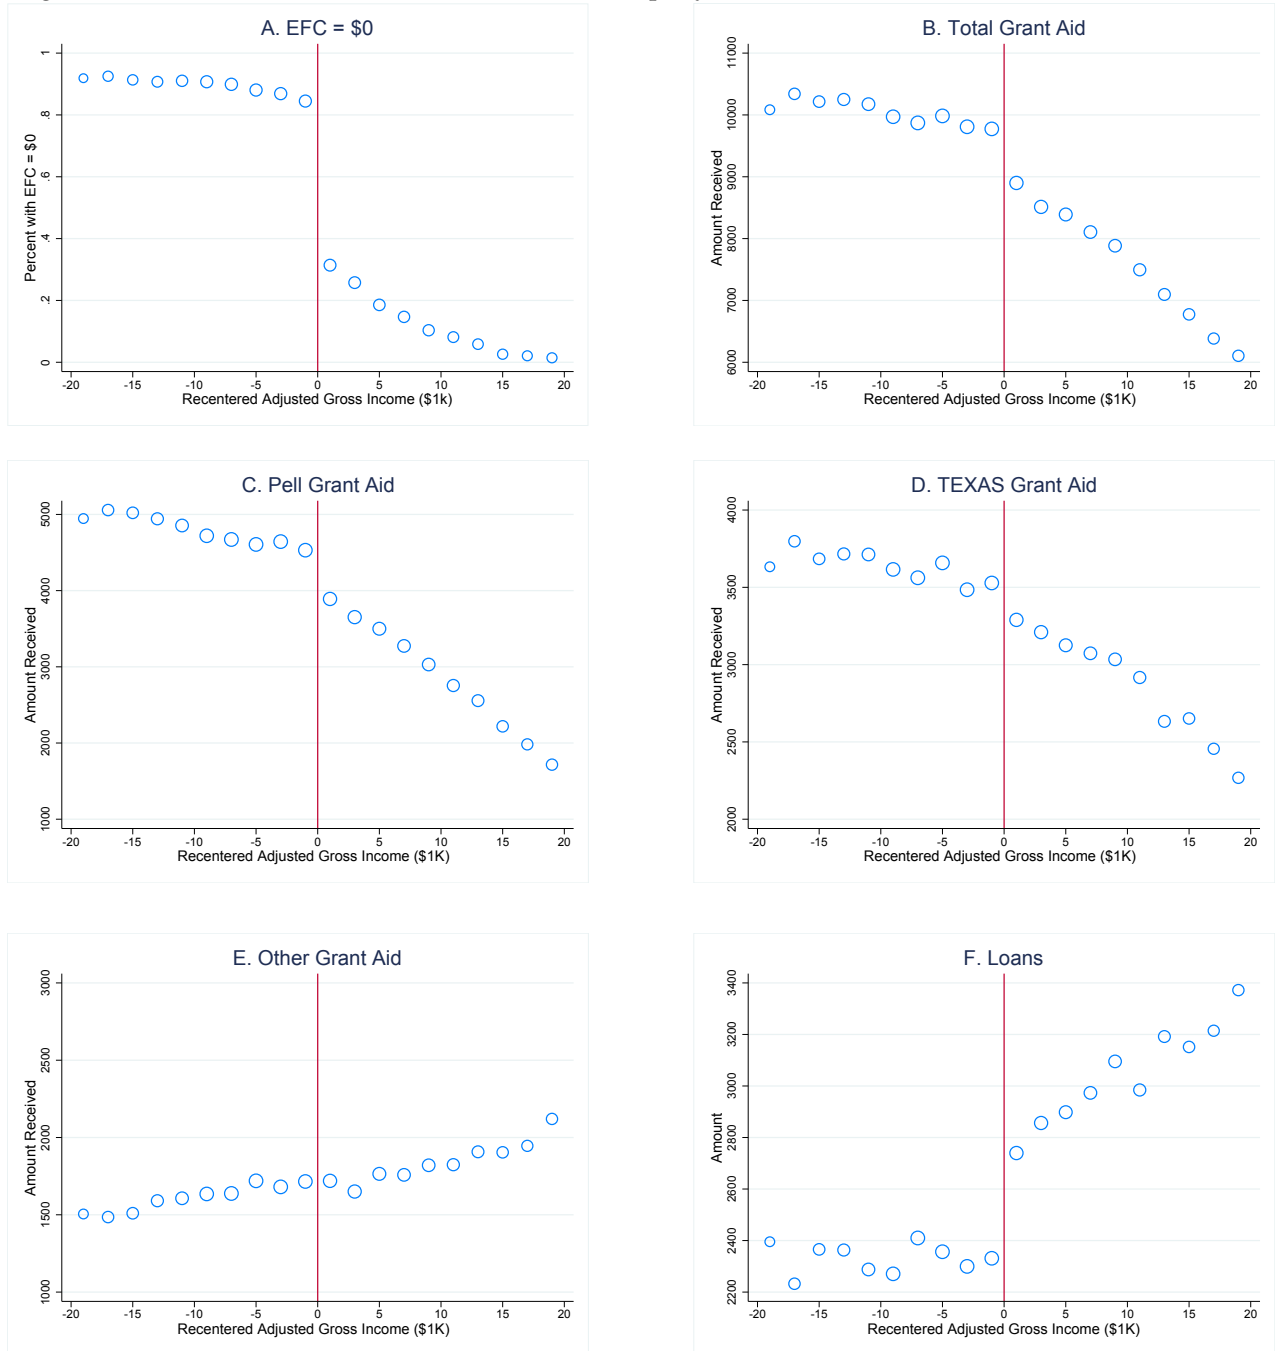 A. EFC = $0
Percent with EFC = $0
1
.8
.6
.4
.2
0
-20 -15 -10 -5 0 5 10 15 20
Recentered Adjusted Gross Income ($1k)
B. Total Grant Aid
Amount Received
11000
10000
9000
8000
7000
6000
-20 -15 -10 -5 0 5 10 15 20
Recentered Adjusted Gross Income ($1K)
C. Pell Grant Aid
Amount Received
5000
4000
3000
2000
1000
-20 -15 -10 -5 0 5 10 15 20
Recentered Adjusted Gross Income ($1K)
D. TEXAS Grant Aid
Amount Received
4000
3500
3000
2500
2000
-20 -15 -10 -5 0 5 10 15 20
Recentered Adjusted Gross Income ($1K)
E. Other Grant Aid
Amount Received
3000
2500
2000
1500
1000
-20 -15 -10 -5 0 5 10 15 20
Recentered Adjusted Gross Income ($1K)
F. Loans
Amount
3400
3200
3000
2800
2600
2400
2200
-20 -15 -10 -5 0 5 10 15 20
Recentered Adjusted Gross Income ($1K)